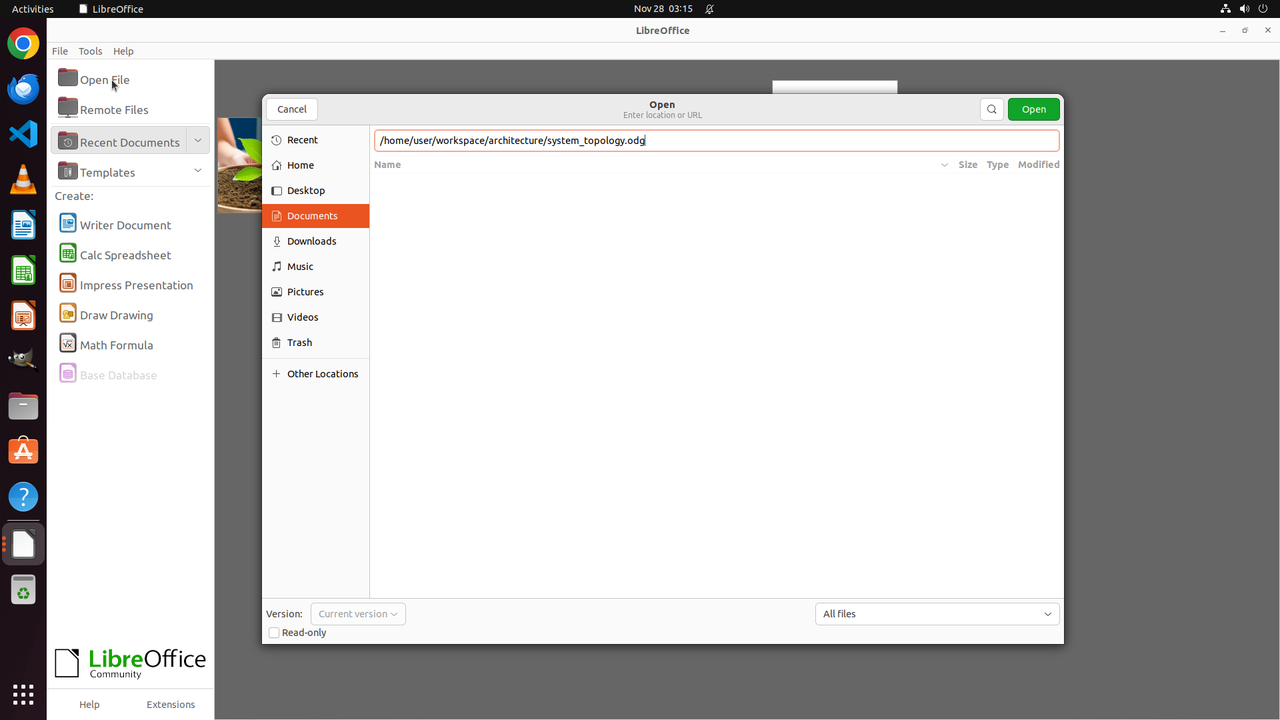 Activities
LibreOffice
Nov 28 03:15
LibreOffice
File
Tools
Help
Open File
Remote Files
Recent Documents
Templates
Create:
Writer Document
Calc Spreadsheet
Impress Presentation
Draw Drawing
Math Formula
Base Database
LibreOffice
Community
Help
Extensions
Cancel
Open
Enter location or URL
Open
Recent
Home
Desktop
Documents
Downloads
Music
Pictures
Videos
Trash
Other Locations
/home/user/workspace/architecture/system_topology.odg
Name
Size
Type
Modified
Version:
Current version
All files
Read-only